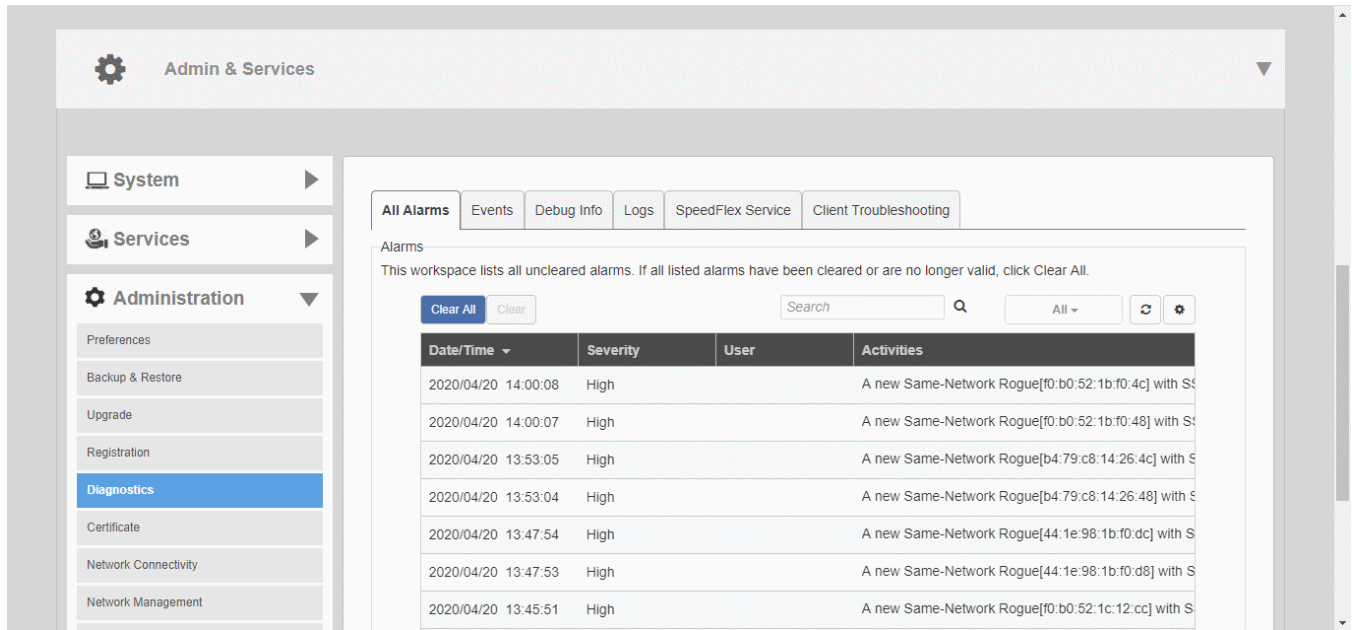 Admin & Services
System
Services
Administration
Preferences
Backup & Restore
Upgrade
Registration
Diagnostics
Certificate
Network Connectivity
Network Management
All Alarms Events Debug Info Logs SpeedFlex Service Client Troubleshooting
Alarms
This workspace lists all uncleared alarms. If all listed alarms have been cleared or are no longer valid, click Clear All.
Clear All Clear Search All
Date/Time Severity User Activities
2020/04/20 14:00:08 High A new Same-Network Rogue[f0:b0:52:1b:f0:4c] with
2020/04/20 14:00:07 High A new Same-Network Rogue[f0:b0:52:1b:f0:48] with
2020/04/20 13:53:05 High A new Same-Network Rogue[b4:79:c8:14:26:4c] with S
2020/04/20 13:53:04 High A new Same-Network Rogue[b4:79:c8:14:26:48] with S
2020/04/20 13:47:54 High A new Same-Network Rogue[44:1e:98:1b:f0:dc] with S
2020/04/20 13:47:53 High A new Same-Network Rogue[44:1e:98:1b:f0:d8] with S
2020/04/20 13:45:51 High A new Same-Network Rogue[f0:b0:52:1c:12:cc] with S